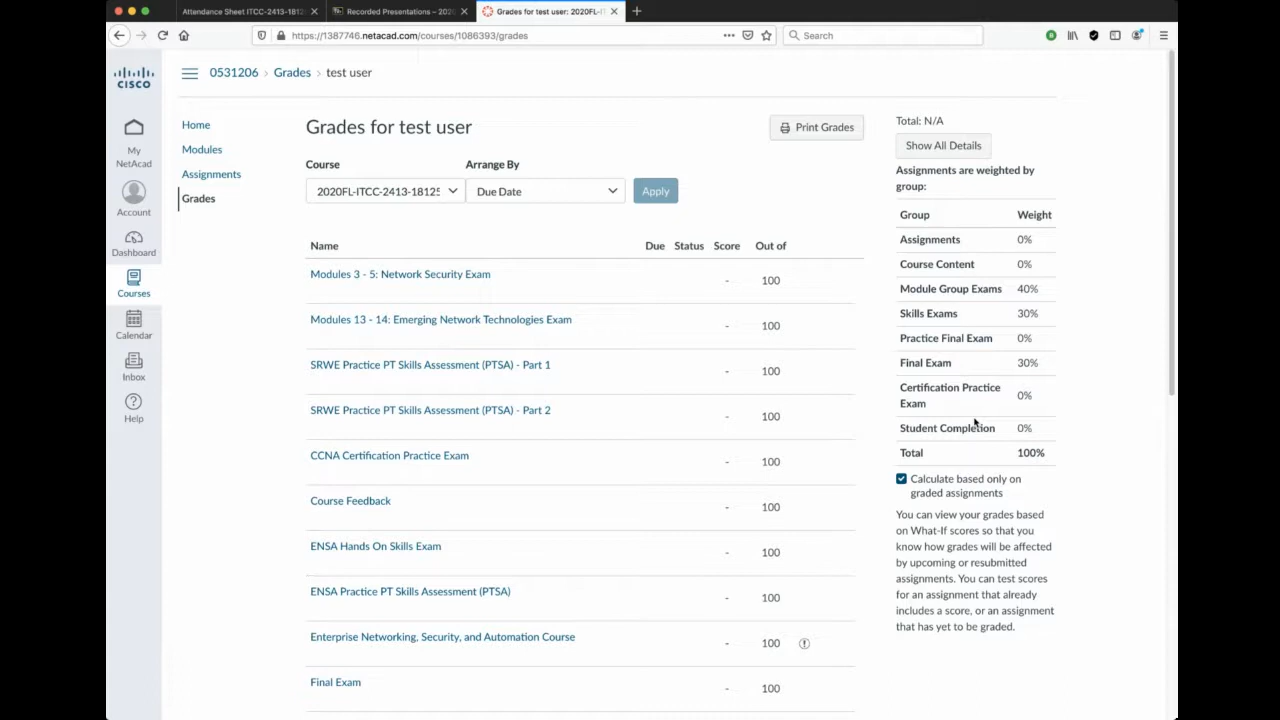 Attendance Sheet ITCC-2413-1812
Recorded Presentations – 202
Grades for test user: 2020FL-I
https://1387746.netacad.com/courses/1086393/grades
Search
CISCO
0531206 › Grades › test user
My
NetAcad
Account
Dashboard
Courses
Calendar
Inbox
Help
Home
Modules
Assignments
Grades
Grades for test user
Print Grades
Course
Arrange By
2020FL-ITCC-2413-1812
Due Date
Apply
Name Due Status Score Out of
Modules 3 - 5: Network Security Exam - 100
Modules 13 - 14: Emerging Network Technologies Exam - 100
SRWE Practice PT Skills Assessment (PTSA) - Part 1 - 100
SRWE Practice PT Skills Assessment (PTSA) - Part 2 - 100
CCNA Certification Practice Exam - 100
Course Feedback - 100
ENSA Hands On Skills Exam - 100
ENSA Practice PT Skills Assessment (PTSA) - 100
Enterprise Networking, Security, and Automation Course - 100
Final Exam - 100
Total: N/A
Show All Details
Assignments are weighted by
group:
Group Weight
Assignments 0%
Course Content 0%
Module Group Exams 40%
Skills Exams 30%
Practice Final Exam 0%
Final Exam 30%
Certification Practice
Exam 0%
Student Completion 0%
Total 100%
Calculate based only on
graded assignments
You can view your grades based
on What-If scores so that you
know how grades will be affected
by upcoming or resubmitted
assignments. You can test scores
for an assignment that already
includes a score, or an assignment
that has yet to be graded.